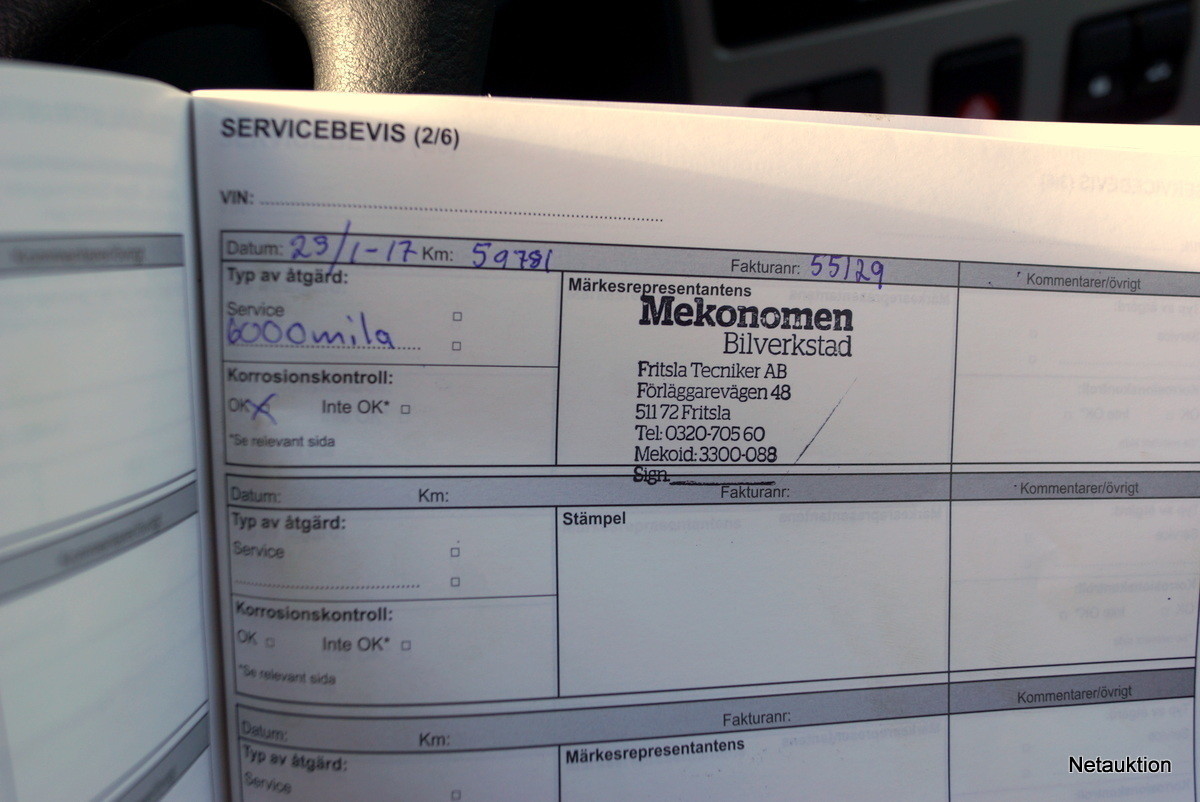 SERVICEBEVIS (2/6)
VIN:
Datum: 23/1-17 Km: 59781 Fakturanr: 55129 Kommentarer/övrigt
Typ av åtgärd:
Service
6000mila
Korrosionskontroll:
OK Inte OK*
*Se relevant sida
Märkesrepresentantens
Mekonomen
Bilverkstad
Fritsla Tecniker AB
Förläggarevägen 48
511 72 Fritsla
Tel: 0320-705 60
Mekoid: 3300-088
Sign.
Datum: Km: Fakturanr: Kommentarer/övrigt
Typ av åtgärd:
Service
Korrosionskontroll:
OK Inte OK*
*Se relevant sida
Stämpel
Datum: Km: Fakturanr: Kommentarer/övrigt
Typ av åtgärd:
Service
Märkesrepresentantens
Netauktion